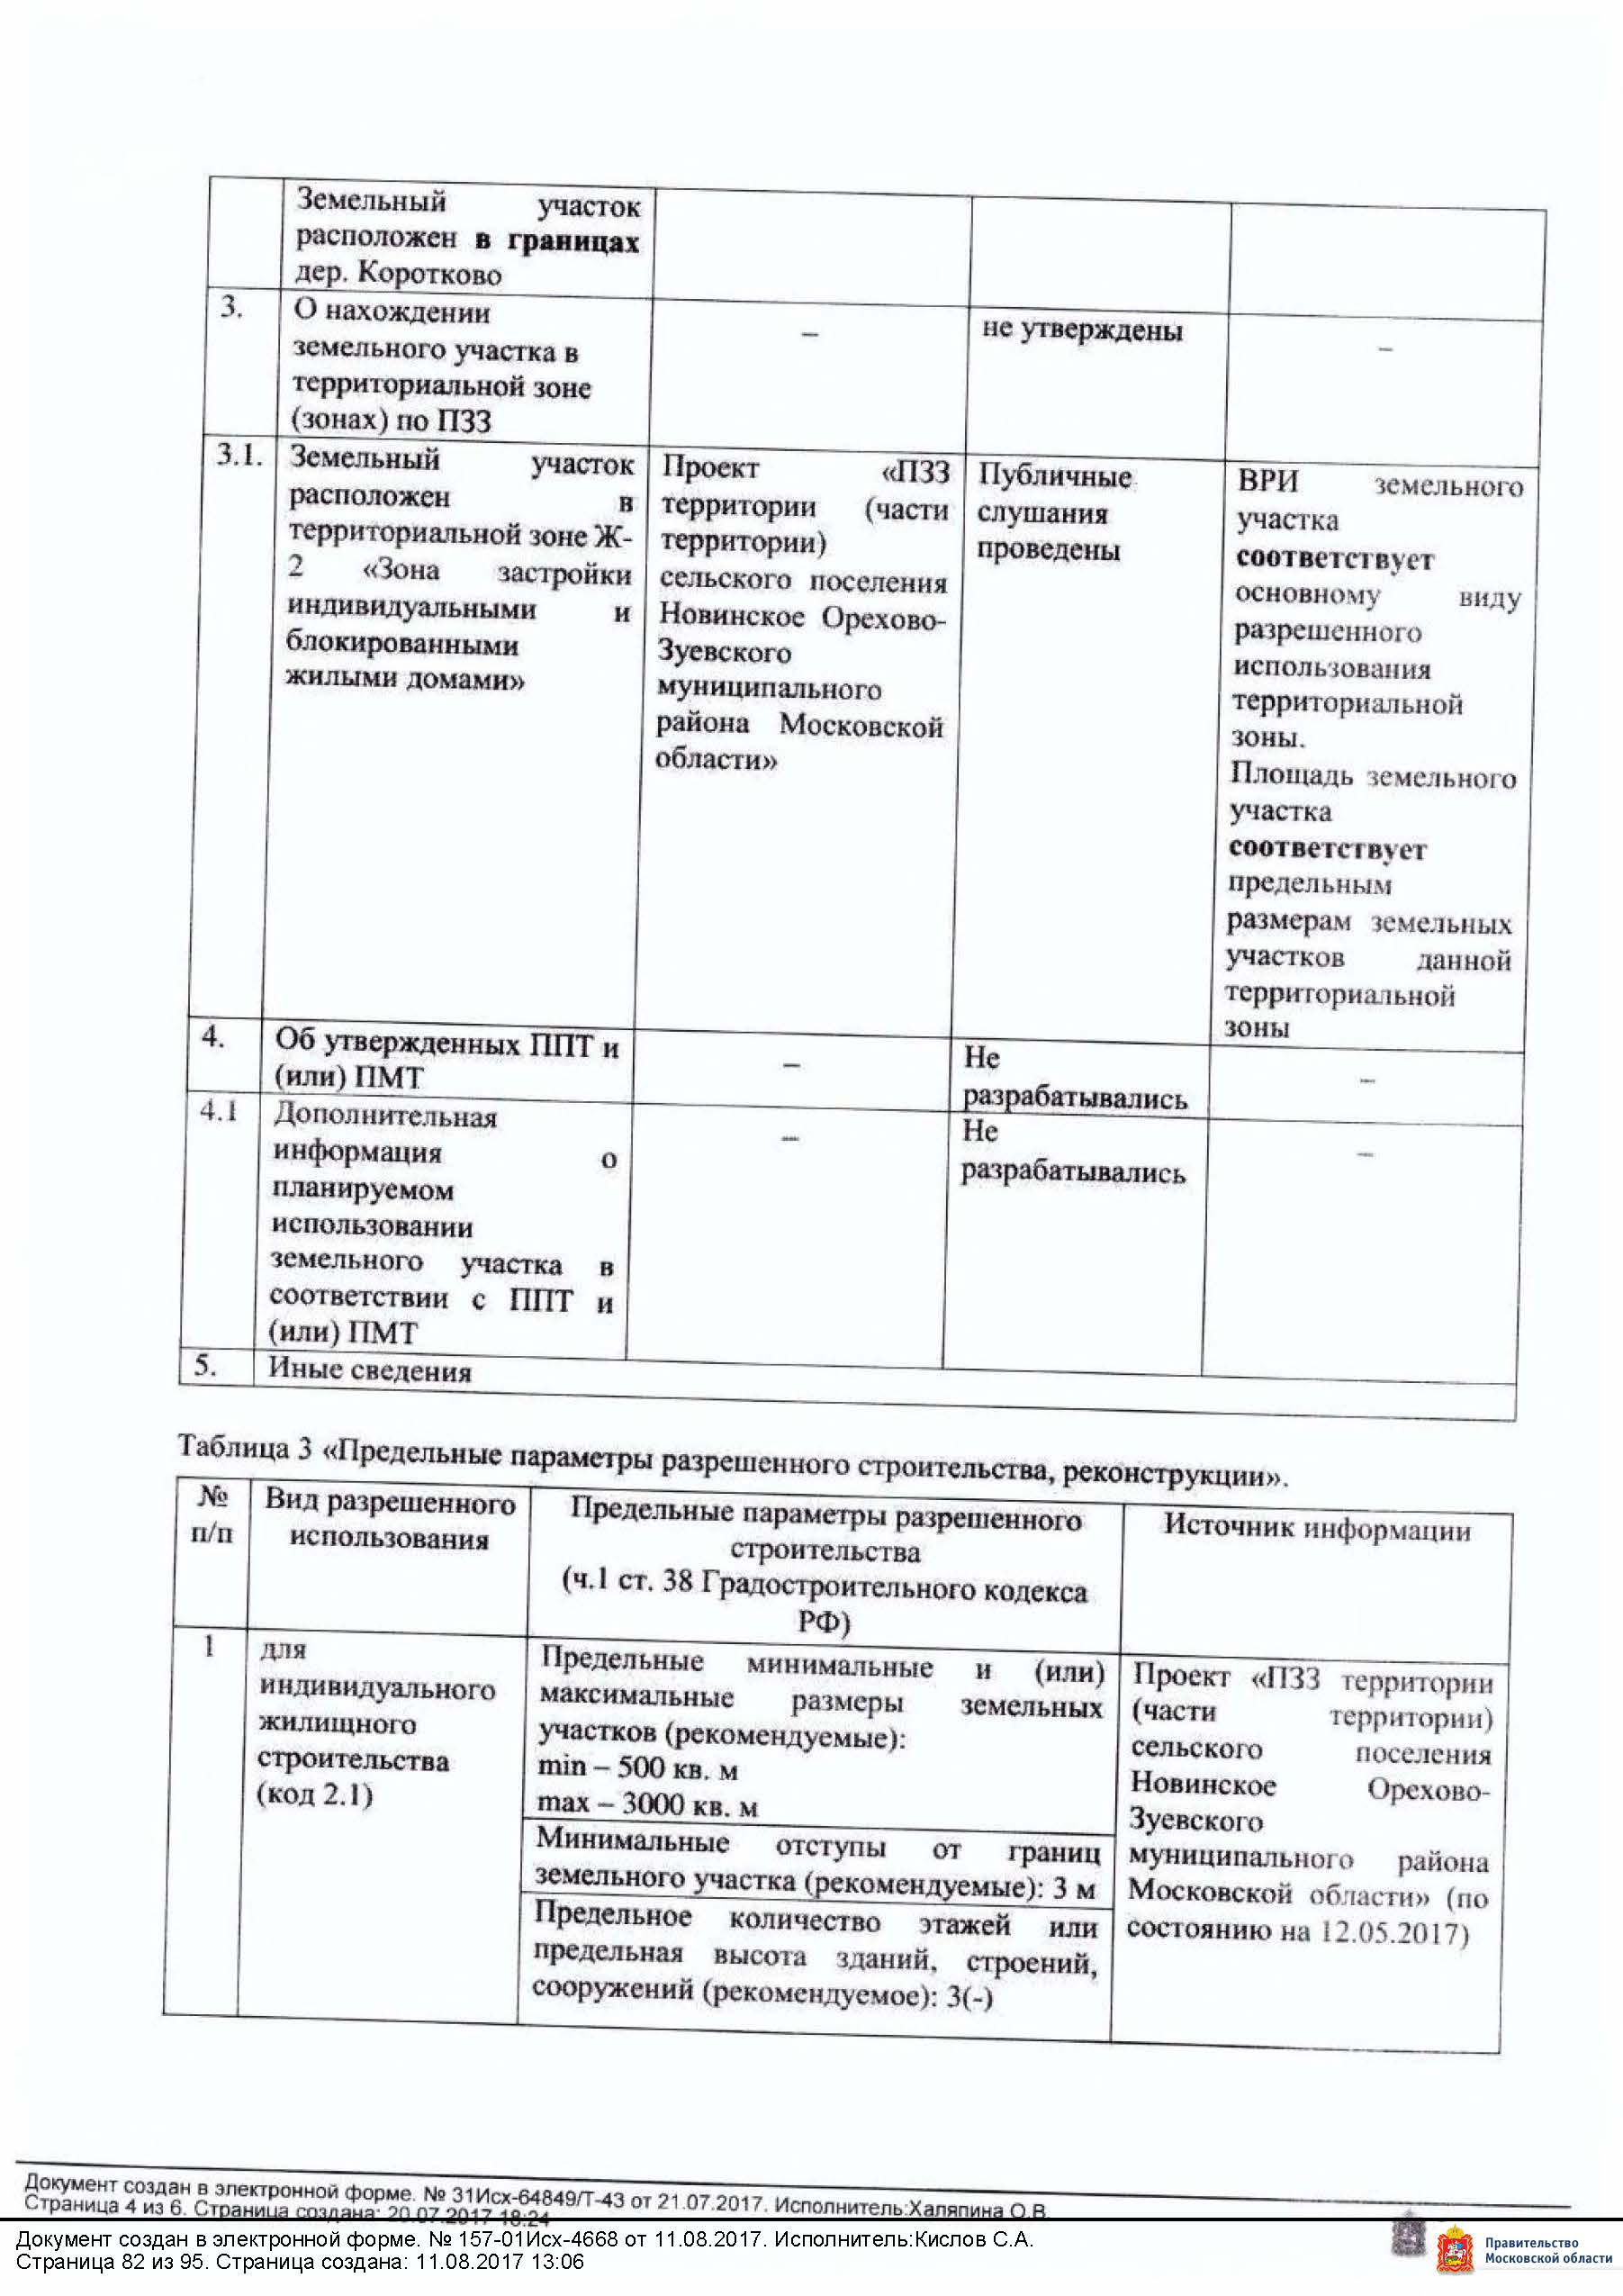 Земельный участок
расположен в границах
дер. Коротково
3.
О нахождении
земельного участка в
территориальной зоне
(зонах) по ПЗЗ
–
не утверждены
–
3.1.
Земельный участок
расположен в
территориальной зоне Ж-
2 «Зона застройки
индивидуальными и
блокированными
жилыми домами»
Проект «ПЗЗ
территории (части
территории)
сельского поселения
Новинское Орехово-
Зуевского
муниципального
района Московской
области»
Публичные
слушания
проведены
ВРИ земельного
участка
соответствует
основному виду
разрешенного
использования
территориальной
зоны.
Площадь земельного
участка
соответствует
предельным
размерам земельных
участков данной
территориальной
зоны
4.
Об утвержденных ППТ и
(или) ПМТ
–
Не
разрабатывались
–
4.1
Дополнительная
информация о
планируемом
использовании
земельного участка в
соответствии с ППТ и
(или) ПМТ
–
Не
разрабатывались
–
5.
Иные сведения
Таблица 3 «Предельные параметры разрешенного строительства, реконструкции».
№
п/п
Вид разрешенного
использования
Предельные параметры разрешенного
строительства
(ч.1 ст. 38 Градостроительного кодекса
РФ)
Источник информации
1
для
индивидуального
жилищного
строительства
(код 2.1)
Предельные минимальные и (или)
максимальные размеры земельных
участков (рекомендуемые):
min – 500 кв. м
max – 3000 кв. м
Минимальные отступы от границ
земельного участка (рекомендуемые): 3 м
Предельное количество этажей или
предельная высота зданий, строений,
сооружений (рекомендуемое): 3(-)
Проект «ПЗЗ территории
(части территории)
сельского поселения
Новинское Орехово-
Зуевского
муниципального района
Московской области» (по
состоянию на 12.05.2017)
Документ создан в электронной форме. № 31Исх-64849/Т-43 от 21.07.2017. Исполнитель:Халяпина О.В.
Страница 4 из 6. Страница создана: 20.07.2017 18:24
Документ создан в электронной форме. № 157-01Исх-4668 от 11.08.2017. Исполнитель:Кислов С.А.
Страница 82 из 95. Страница создана: 11.08.2017 13:06
Правительство
Московской области